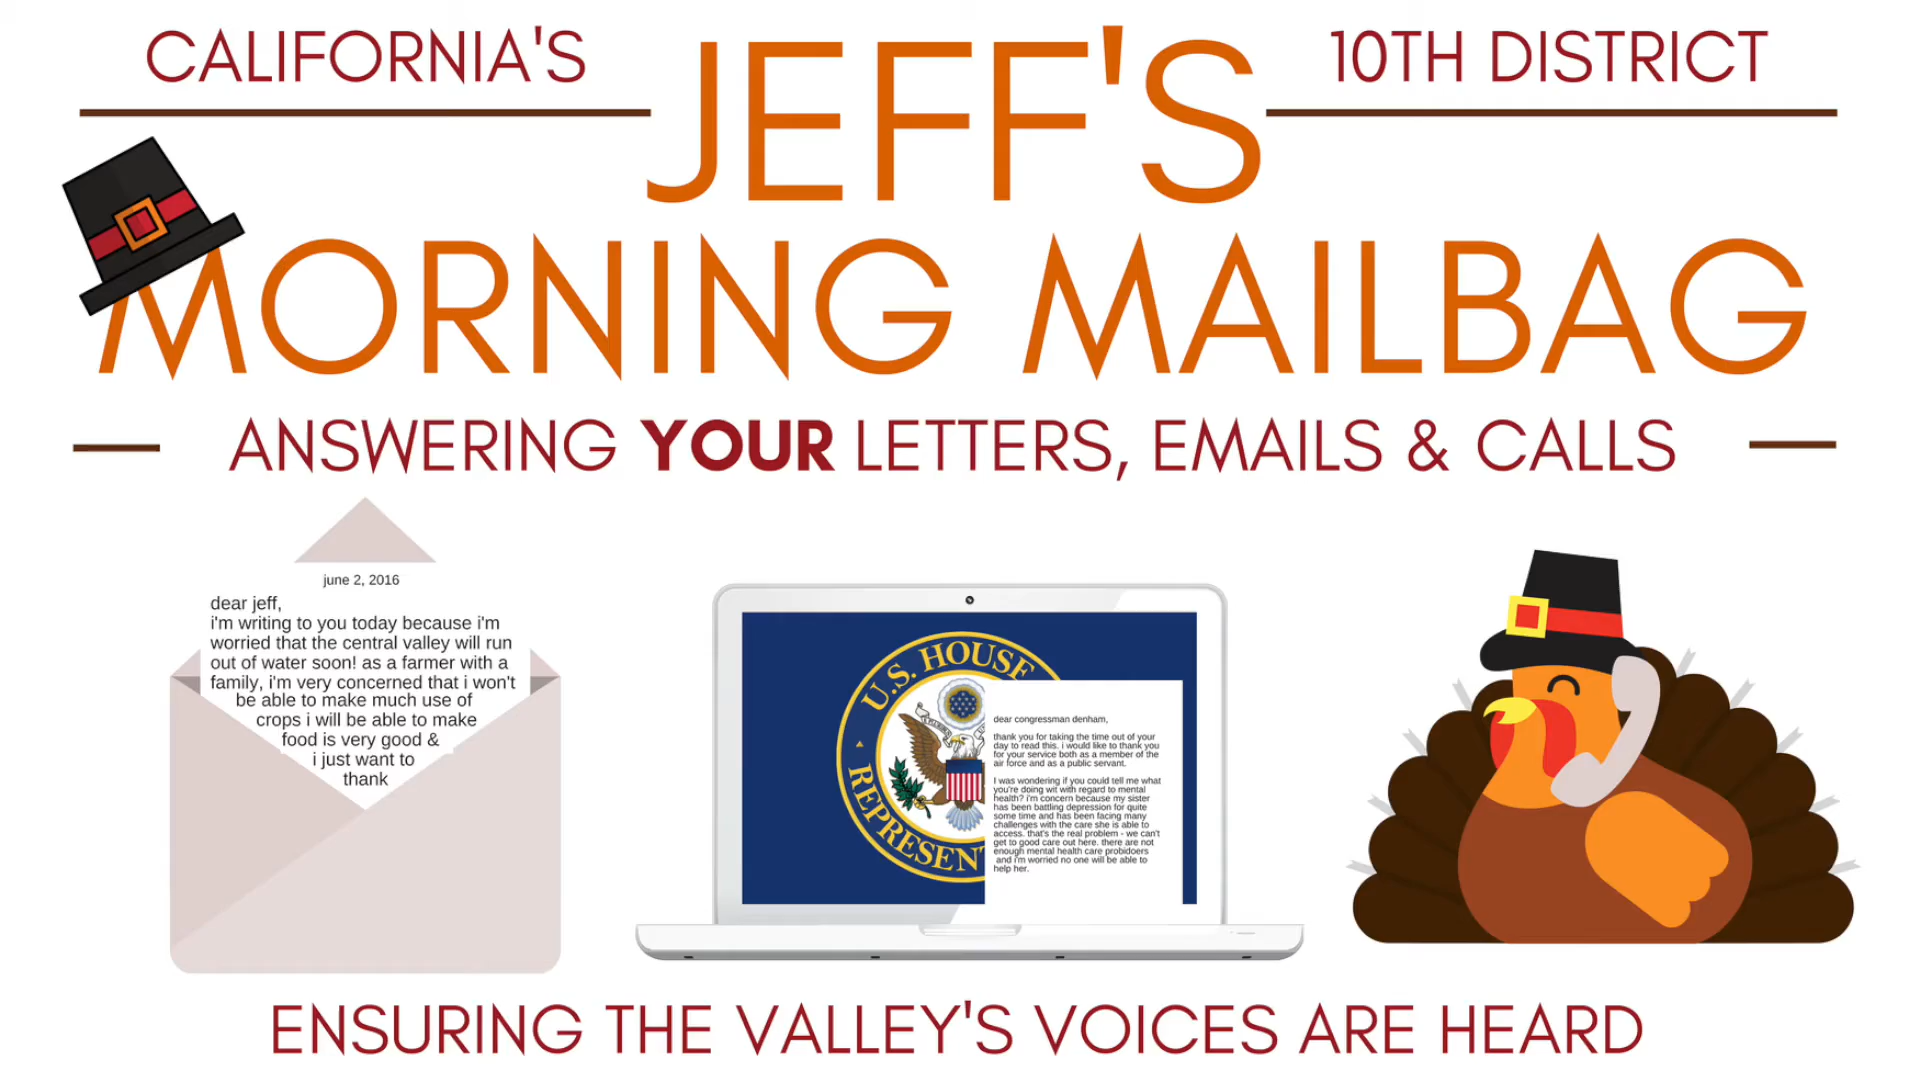 CALIFORNIA'S
JEFF'S
10TH DISTRICT
MORNING MAILBAG
ANSWERING YOUR LETTERS, EMAILS & CALLS
june 2, 2016
dear jeff,
i'm writing to you today because i'm
worried that the central valley will run
out of water soon! as a farmer with a
family, i'm very concerned that i won't
be able to make much use of
crops i will be able to make
food is very good &
i just want to
thank
U.S. HOUSE
REPRESENT
dear congressman denham,
thank you for taking the time out of your
day to read this. i would like to thank you
for your service both as a member of the
air force and as a public servant.
I was wondering if you could tell me what
you're doing wit with regard to mental
health? i'm concern because my sister
has been battling depression for quite
some time and has been facing many
challenges with the care she is able to
access. that's the real problem - we can't
get to good care out here. there are not
enough mental health care probidoers
and i'm worried no one will be able to
help her.
ENSURING THE VALLEY'S VOICES ARE HEARD